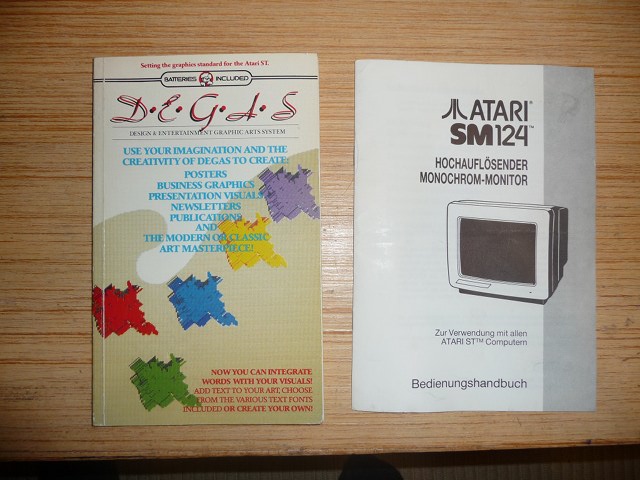 Setting the graphics standard for the Atari ST.
BATTERIES INCLUDED
D•E•G•A•S
DESIGN & ENTERTAINMENT GRAPHIC ARTS SYSTEM
USE YOUR IMAGINATION AND THE
CREATIVITY OF DEGAS TO CREATE:
POSTERS
BUSINESS GRAPHICS
PRESENTATION VISUALS
NEWSLETTERS
PUBLICATIONS
AND
THE MODERN OR CLASSIC
ART MASTERPIECE!
NOW YOU CAN INTEGRATE
WORDS WITH YOUR VISUALS!
ADD TEXT TO YOUR ART, CHOOSE
FROM THE VARIOUS TEXT FONTS
INCLUDED OR CREATE YOUR OWN!
ATARI®
SM124™
HOCHAUFLÖSENDER
MONOCHROM-MONITOR
Zur Verwendung mit allen
ATARI ST™ Computern
Bedienungshandbuch